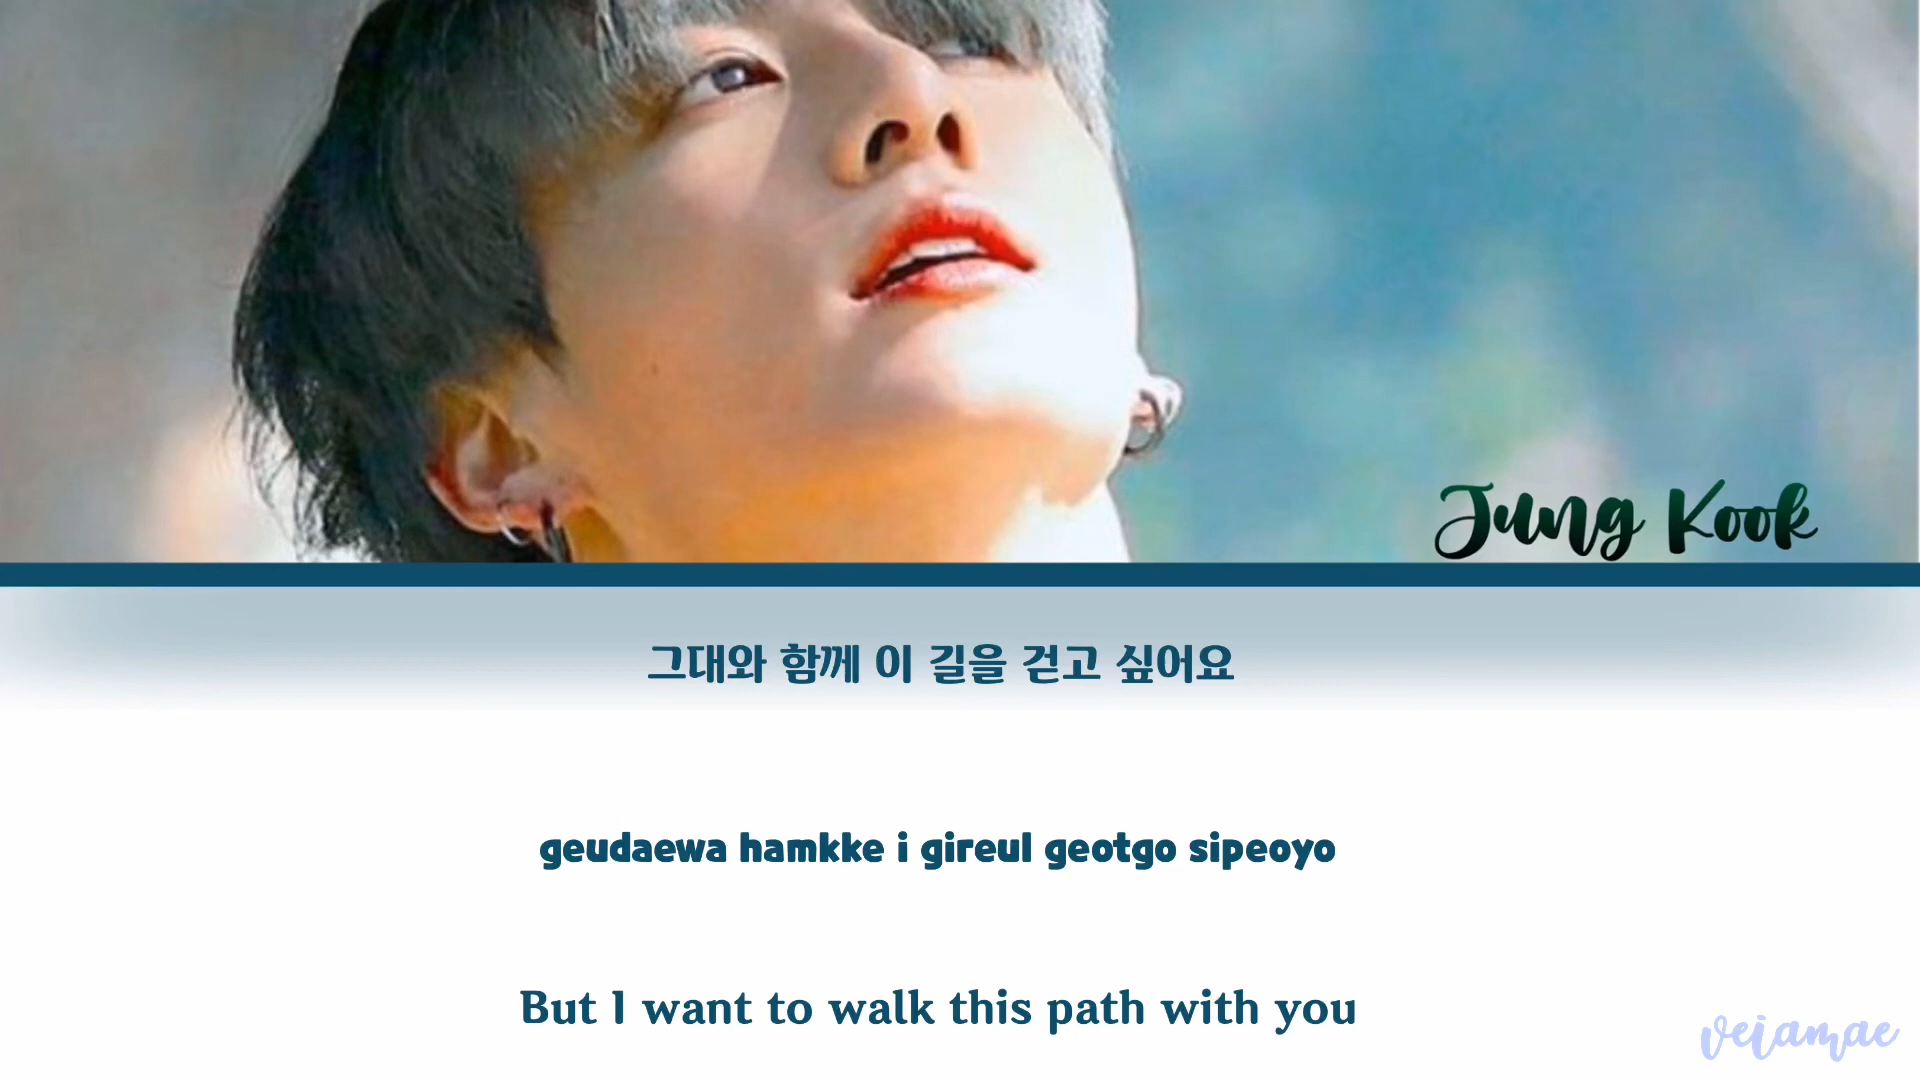 Jung Kook
그대와 함께 이 길을 걷고 싶어요
geudaewa hamkke i gireul geotgo sipeoyo
But I want to walk this path with you
veiamae